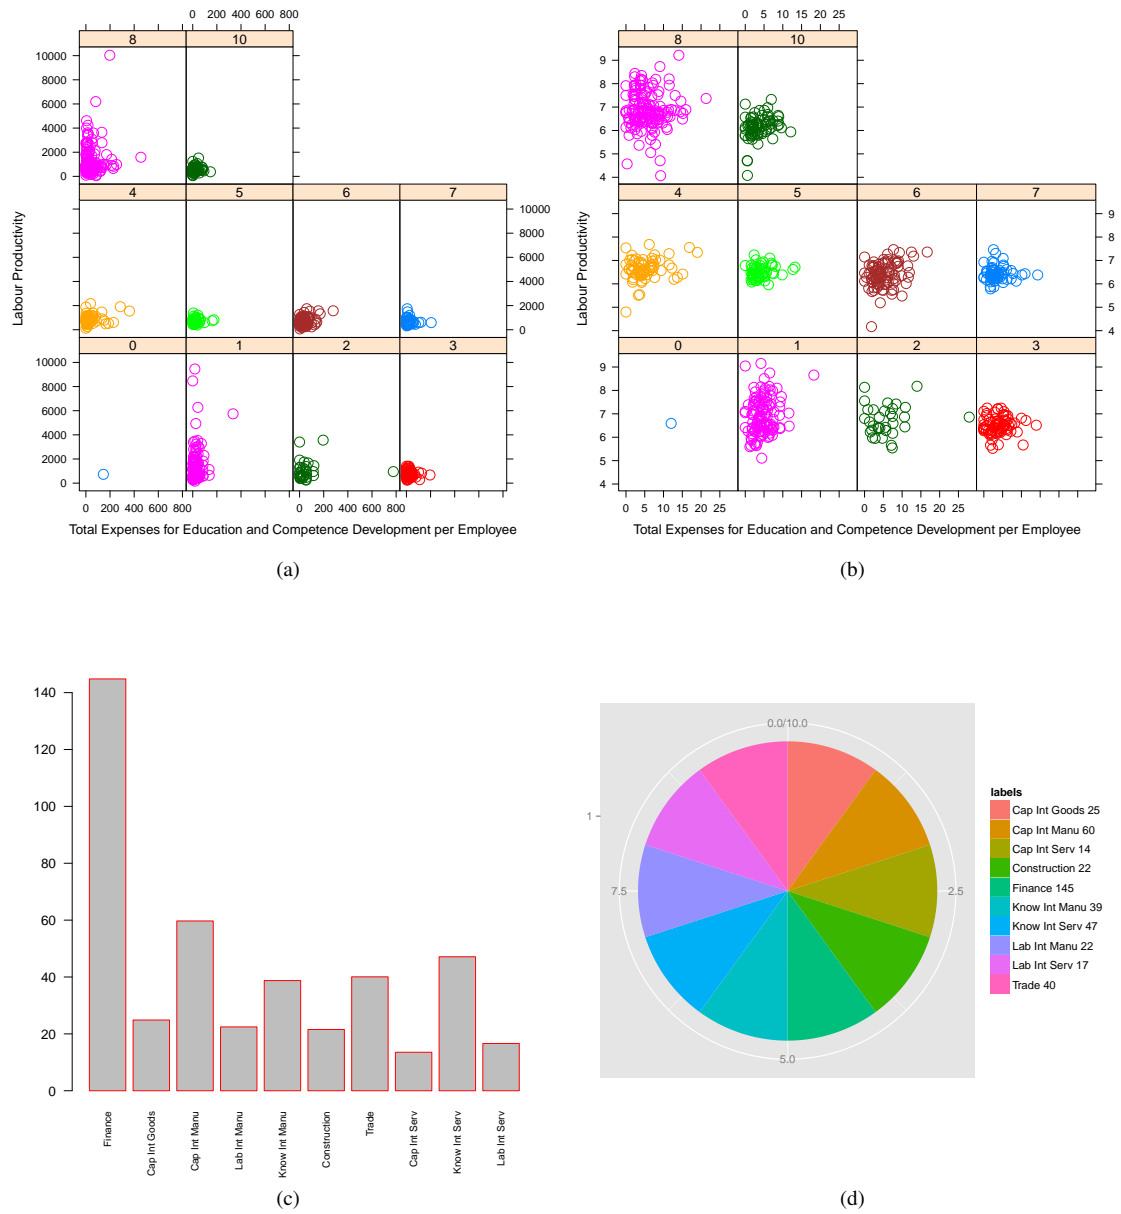 0 200 400 600 800
8 10
10000
8000
6000
4000
2000
0
4 5 6 7
10000
8000
6000
4000
2000
0
0 1 2 3
10000
8000
6000
4000
2000
0
0 200 400 600 800 0 200 400 600 800
Labour Productivity
Total Expenses for Education and Competence Development per Employee
(a)
0 5 10 15 20 25
8 10
9
8
7
6
5
4
4 5 6 7
9
8
7
6
5
4
0 1 2 3
9
8
7
6
5
4
0 5 10 15 20 25 0 5 10 15 20 25
Labour Productivity
Total Expenses for Education and Competence Development per Employee
(b)
140
120
100
80
60
40
20
0
Finance
Cap Int Goods
Cap Int Manu
Lab Int Manu
Know Int Manu
Construction
Trade
Cap Int Serv
Know Int Serv
Lab Int Serv
(c)
0.0/10.0
1
7.5
2.5
5.0
labels
Cap Int Goods 25
Cap Int Manu 60
Cap Int Serv 14
Construction 22
Finance 145
Know Int Manu 39
Know Int Serv 47
Lab Int Manu 22
Lab Int Serv 17
Trade 40
(d)